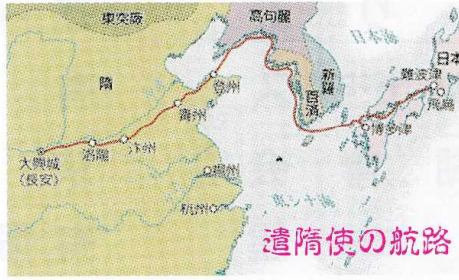 東突厥
高句麗
日本海
日本
隋
新羅
百済
難波津
飛鳥
登州
青州
博多津
大興城
(長安)
洛陽
汴州
揚州
杭州
東シナ海
遣隋使の航路